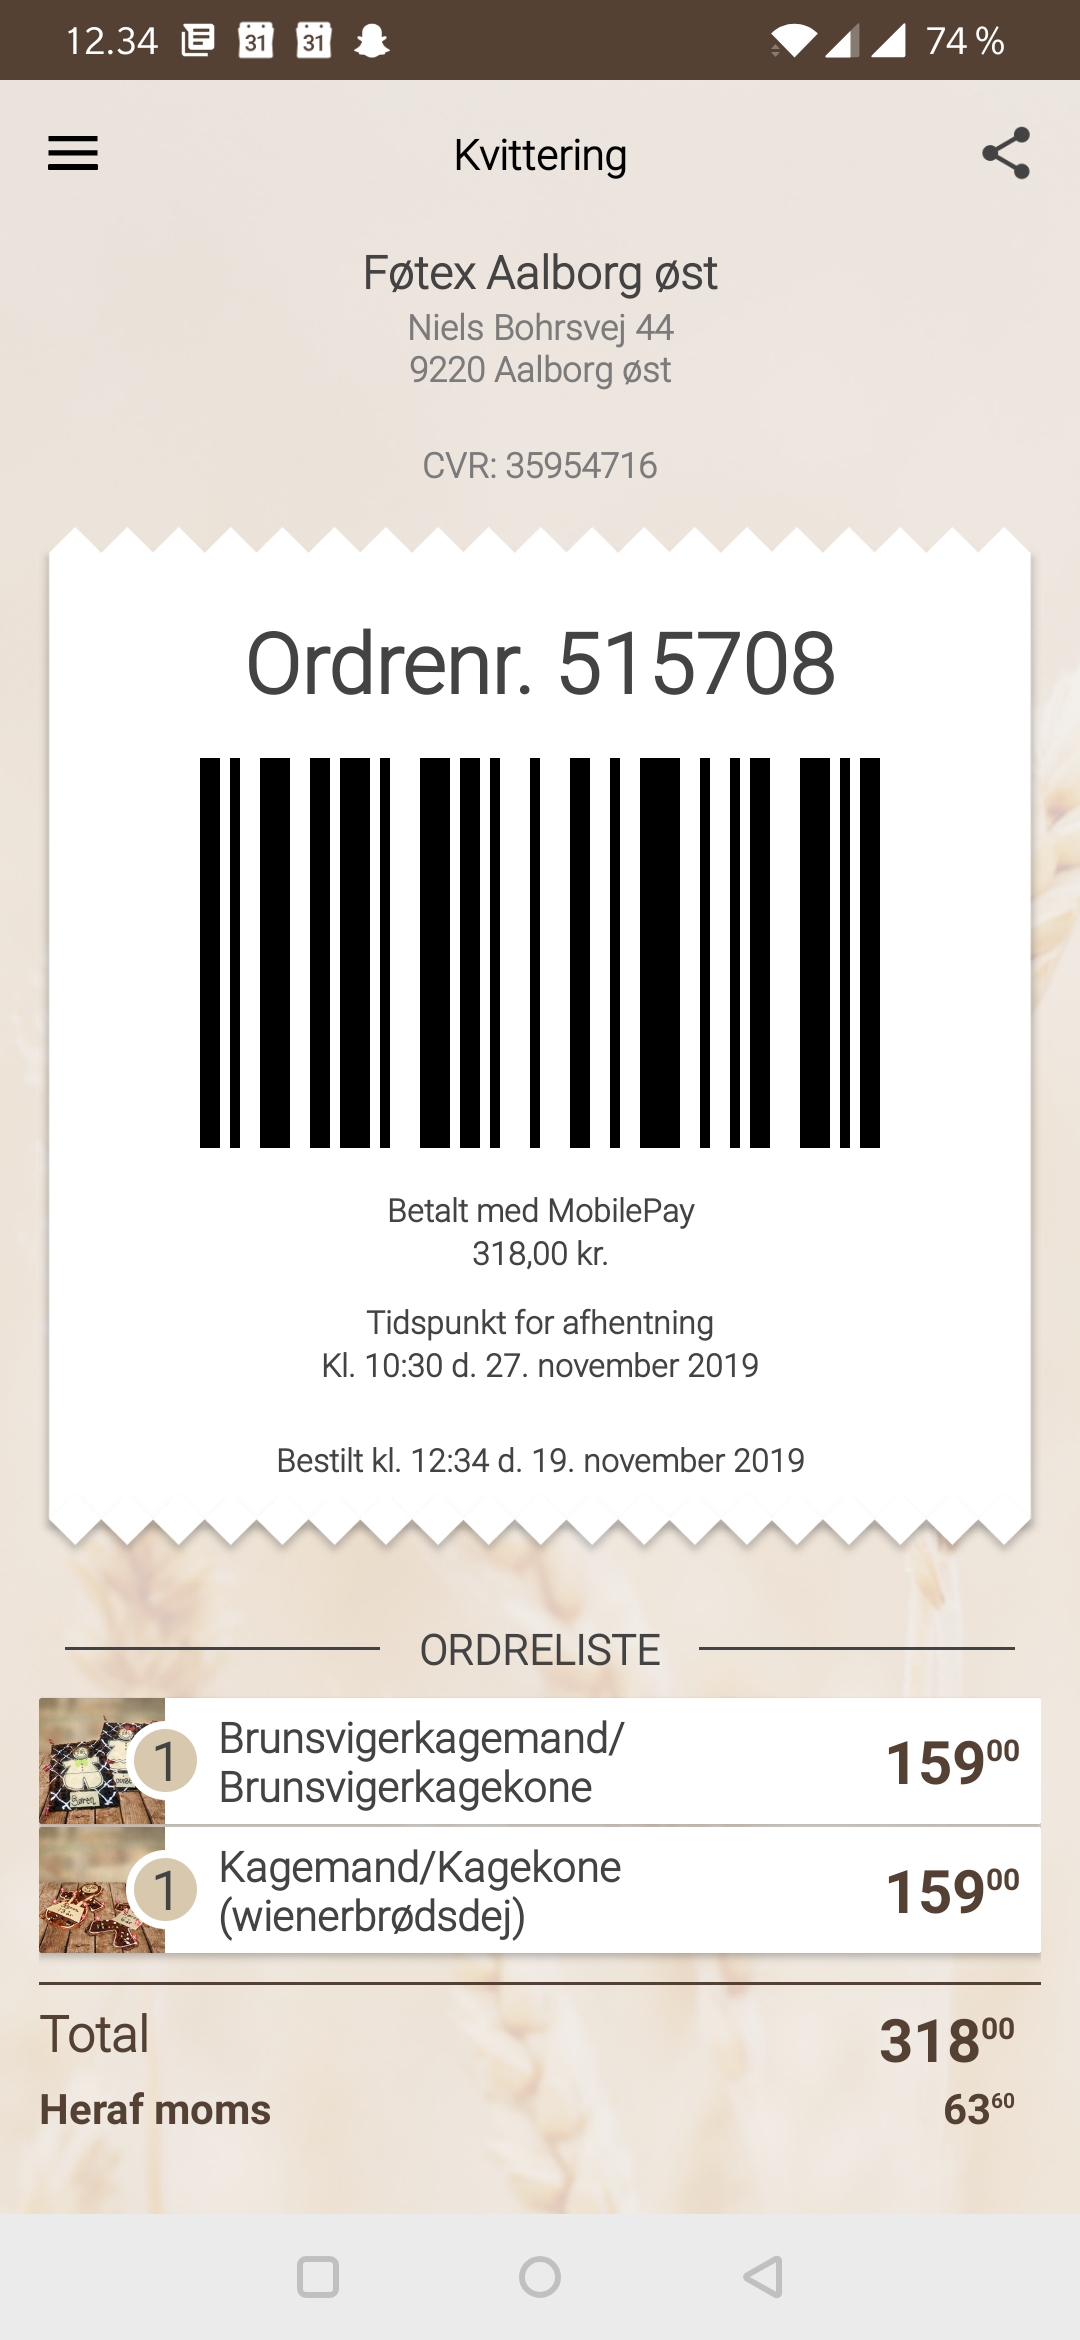 12.34 31 31 74 %
Kvittering
Føtex Aalborg øst
Niels Bohrsvej 44
9220 Aalborg øst
CVR: 35954716
Ordrenr. 515708
Betalt med MobilePay
318,00 kr.
Tidspunkt for afhentning
Kl. 10:30 d. 27. november 2019
Bestilt kl. 12:34 d. 19. november 2019
ORDRELISTE
1 Brunsvigerkagemand/ 159 00
Brunsvigerkagekone
1 Kagemand/Kagekone 159 00
(wienerbrødsdej)
Total 318 00
Heraf moms 63 60